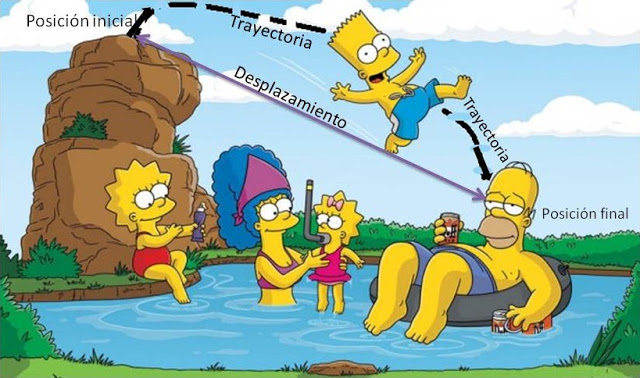 Posición inicial
Trayectoria
Desplazamiento
Trayectoria
Posición final